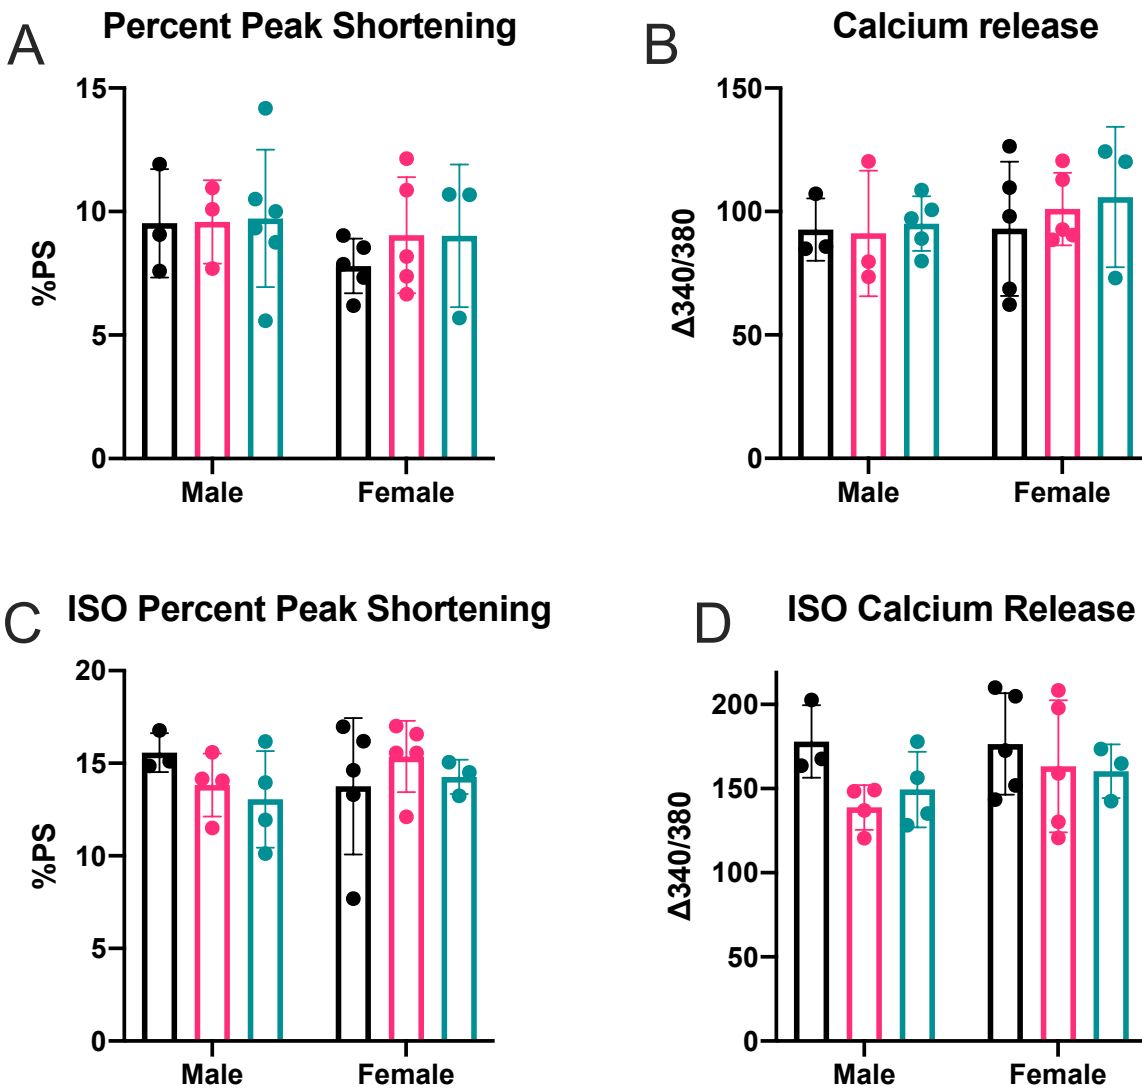 A
Percent Peak Shortening
15
10
5
0
%PS
Male
Female
B
Calcium release
150
100
50
0
Δ340/380
Male
Female
C
ISO Percent Peak Shortening
20
15
10
5
0
%PS
Male
Female
D
ISO Calcium Release
200
150
100
50
0
Δ340/380
Male
Female